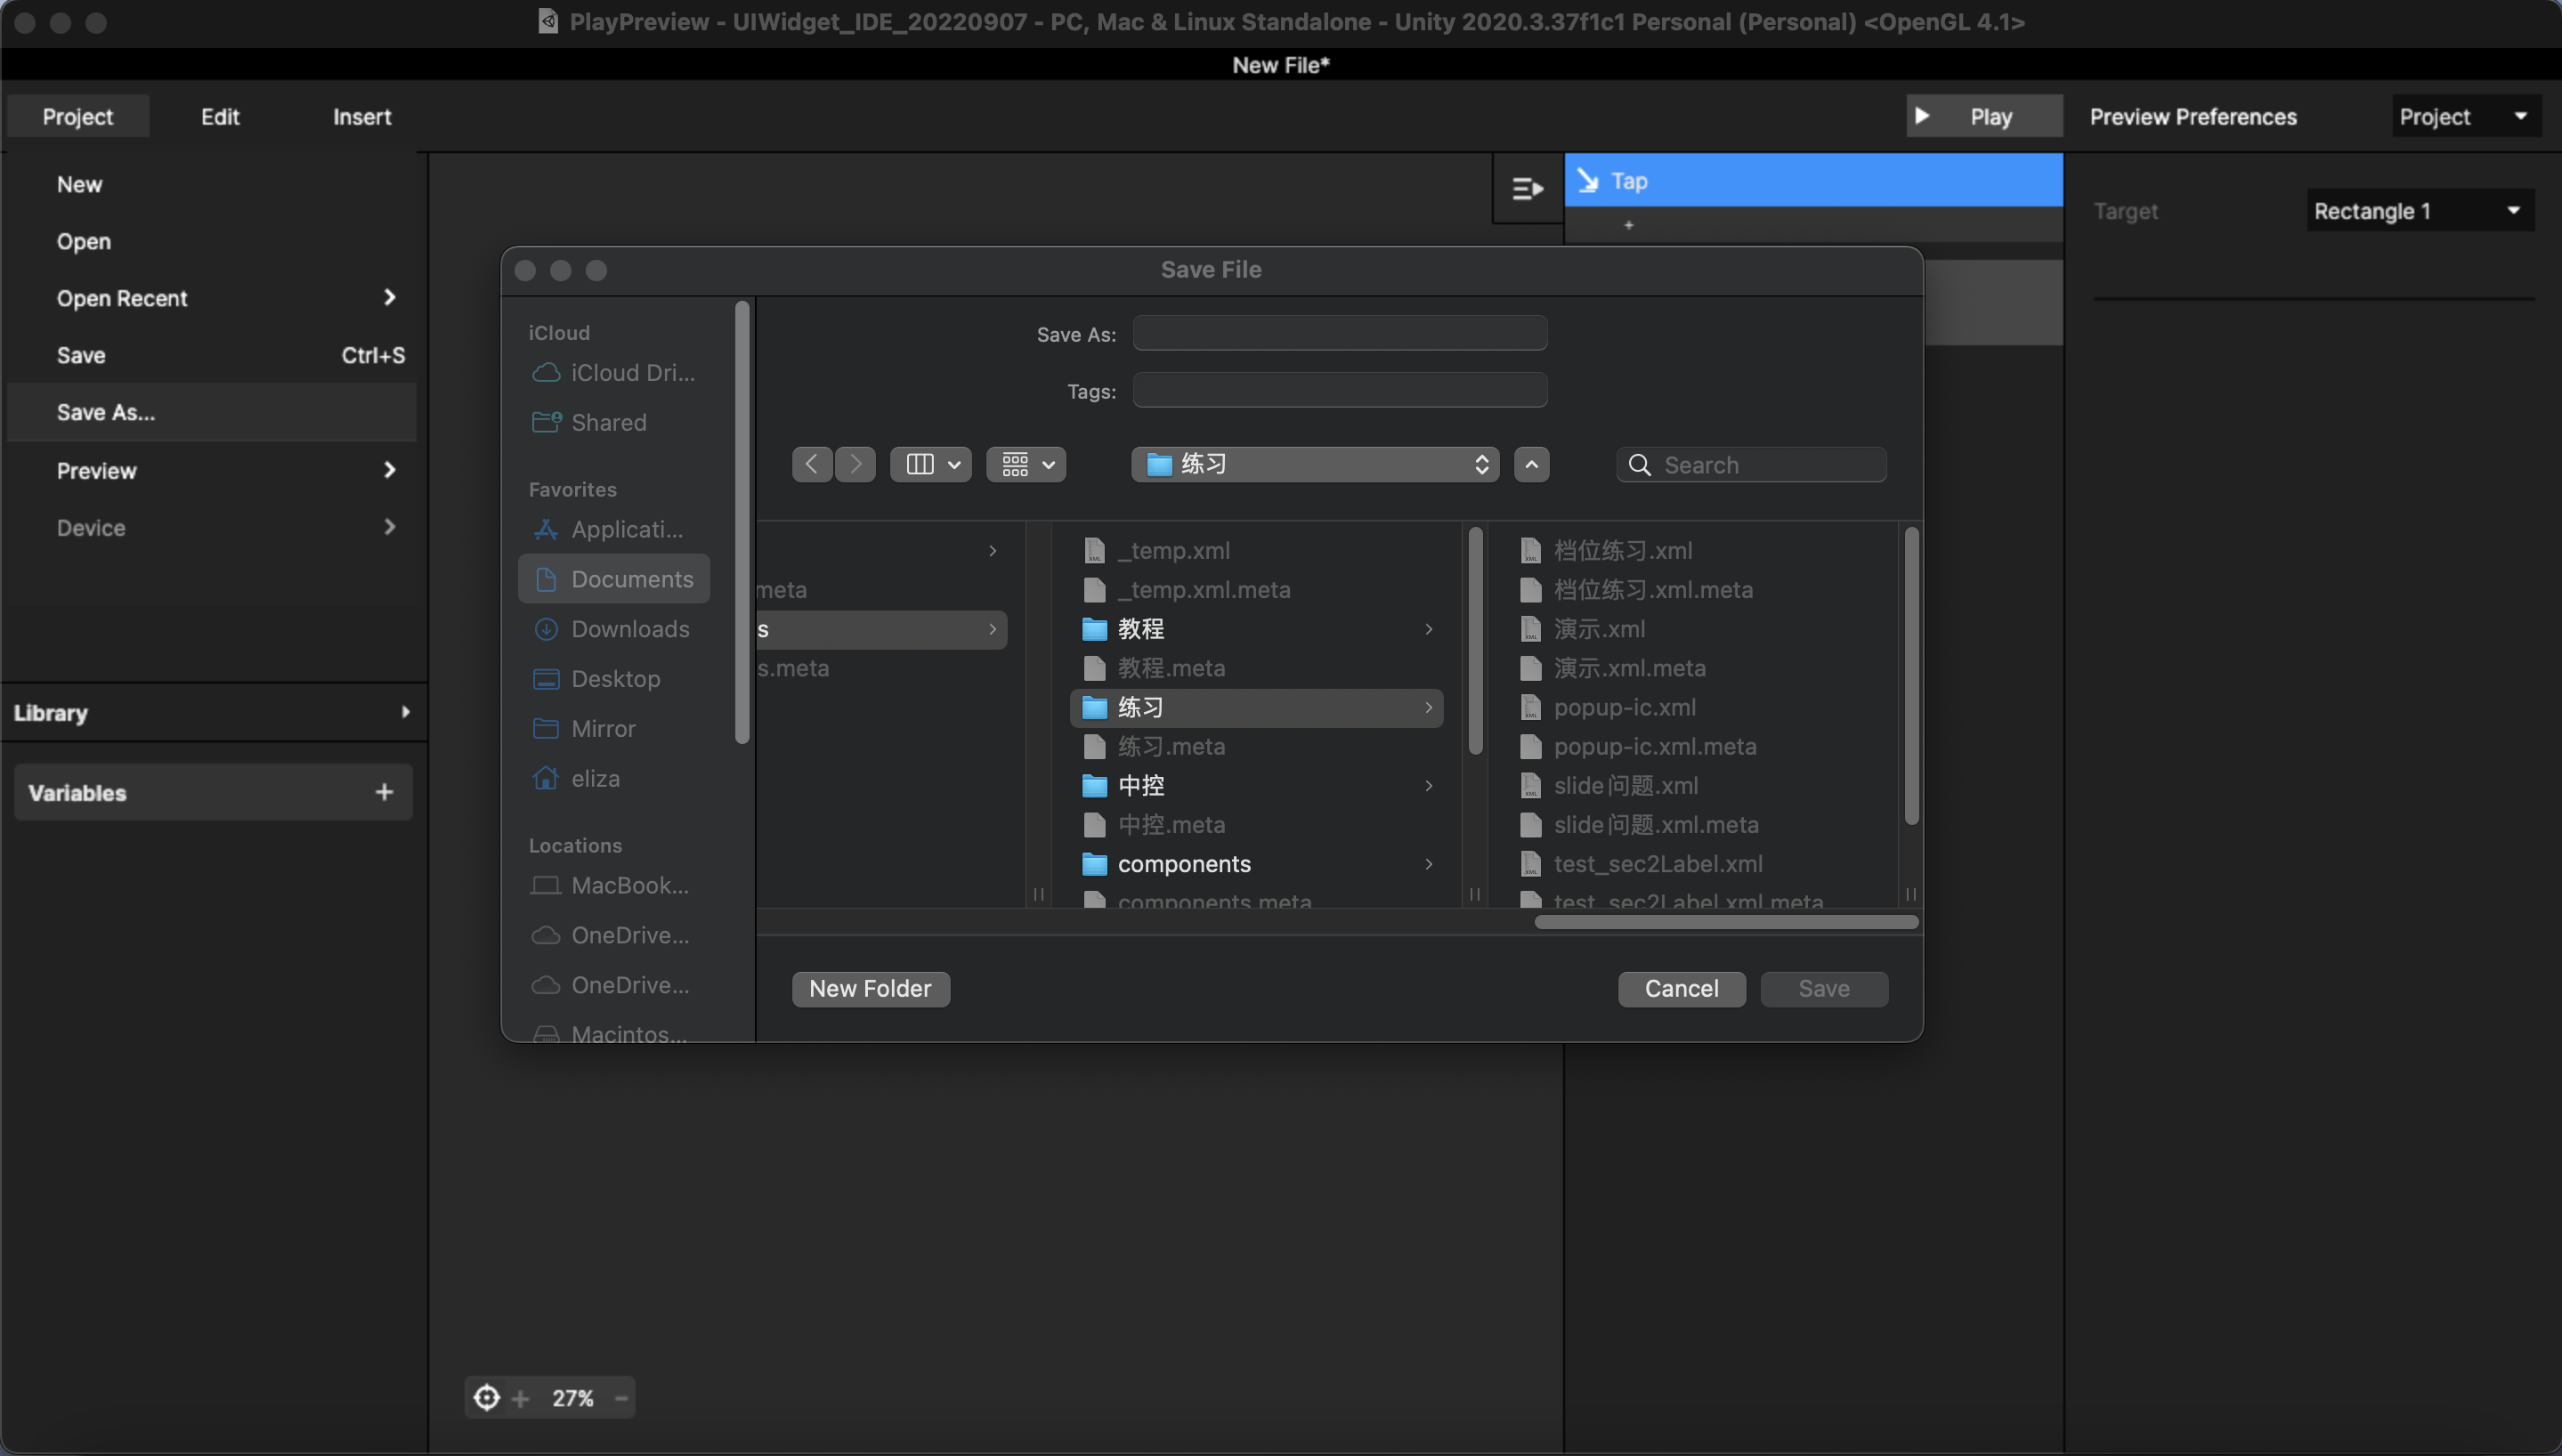 PlayPreview - UIWidget_IDE_20220907 - PC, Mac & Linux Standalone - Unity 2020.3.37f1c1 Personal (Personal) <OpenGL 4.1>
New File*
Project
Edit
Insert
Play
Preview Preferences
Project
New
Open
Open Recent
Save
Ctrl+S
Save As...
Preview
Device
Library
Variables
Tap
Target
Rectangle 1
Save File
iCloud
iCloud Dri...
Shared
Favorites
Applicati...
Documents
Downloads
Desktop
Mirror
eliza
Locations
MacBook...
OneDrive...
OneDrive...
Macintos...
Save As:
Tags:
练习
Search
meta
s
s.meta
_temp.xml
_temp.xml.meta
教程
教程.meta
练习
练习.meta
中控
中控.meta
components
components.meta
档位练习.xml
档位练习.xml.meta
演示.xml
演示.xml.meta
popup-ic.xml
popup-ic.xml.meta
slide问题.xml
slide问题.xml.meta
test_sec2Label.xml
test_sec2Label.xml.meta
New Folder
Cancel
Save
27%